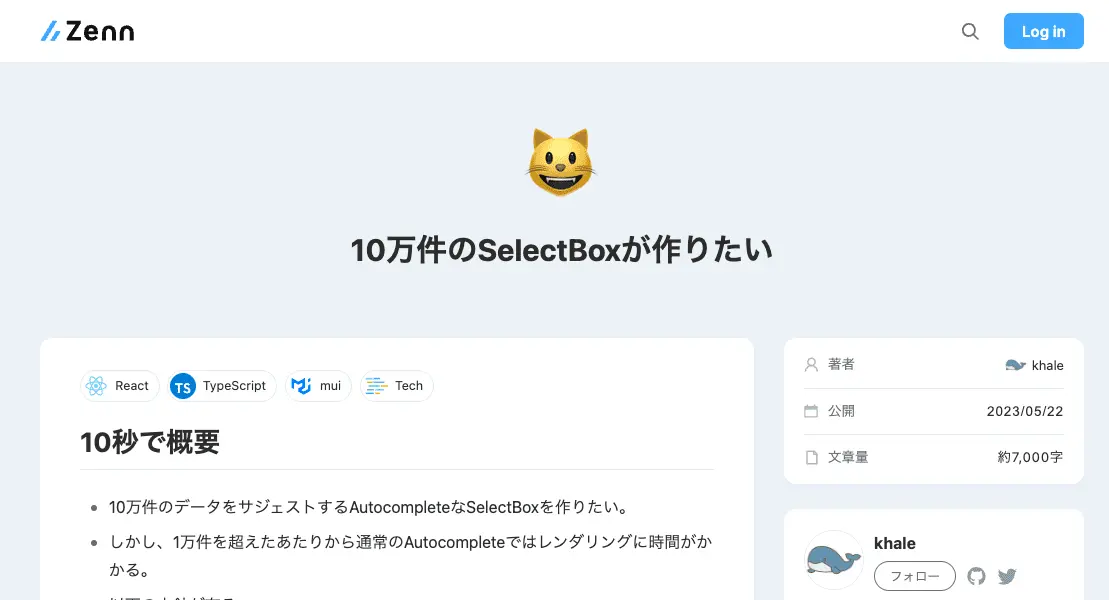 Zenn
Log in
10万件のSelectBoxが作りたい
React
TypeScript
mui
Tech
10秒で概要
10万件のデータをサジェストするAutocompleteなSelectBoxを作りたい。
しかし、1万件を超えたあたりから通常のAutocompleteではレンダリングに時間がか
かる。
著者
khale
公開
2023/05/22
文章量
約7,000字
khale
フォロー